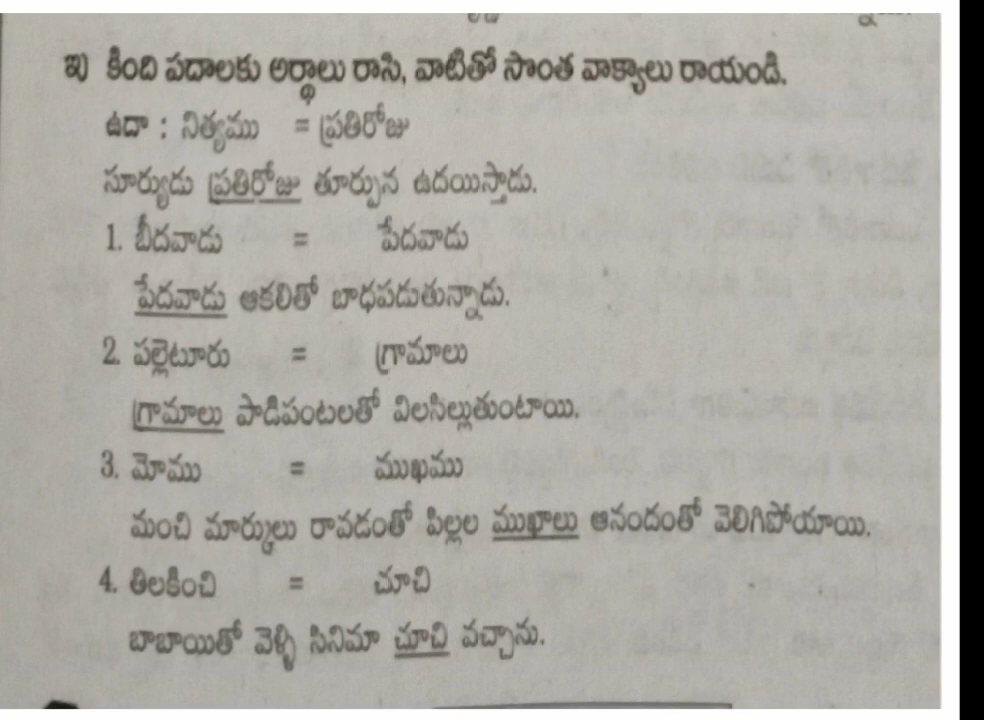 ఖ) కింది పదాలకు అర్థాలు రాసి, వాటితో సొంత వాక్యాలు రాయండి.
ఉదా : నిత్యము = ప్రతిరోజు
సూర్యుడు ప్రతిరోజు తూర్పున ఉదయిస్తాడు.
1. బీదవాడు = పేదవాడు
పేదవాడు ఆకలితో బాధపడుతున్నాడు.
2. పల్లెటూరు = గ్రామాలు
గ్రామాలు పాడిపంటలతో విలసిల్లుతుంటాయి.
3. మోము = ముఖము
మంచి మార్కులు రావడంతో పిల్లల ముఖాలు ఆనందంతో వెలిగిపోయాయి.
4. తిలకించి = చూచి
బాబాయితో వెళ్ళి సినిమా చూచి వచ్చాను.